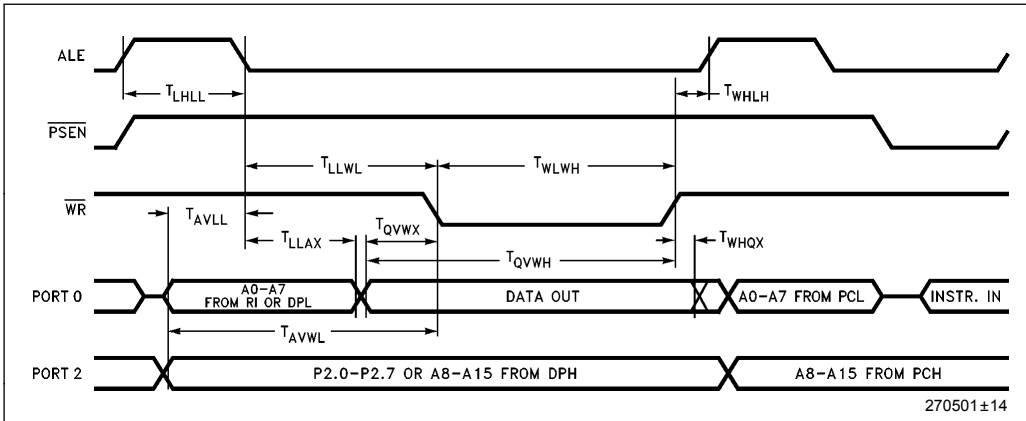 ALE
TLHLL
TWHLH
PSEN
TLLWL
TWLWH
WR
TAVLL
TLLAX
TQVWX
TWHQX
TQVWH
PORT 0
A0-A7
FROM RI OR DPL
DATA OUT
A0-A7 FROM PCL
INSTR. IN
TAVWL
PORT 2
P2.0-P2.7 OR A8-A15 FROM DPH
A8-A15 FROM PCH
270501±14